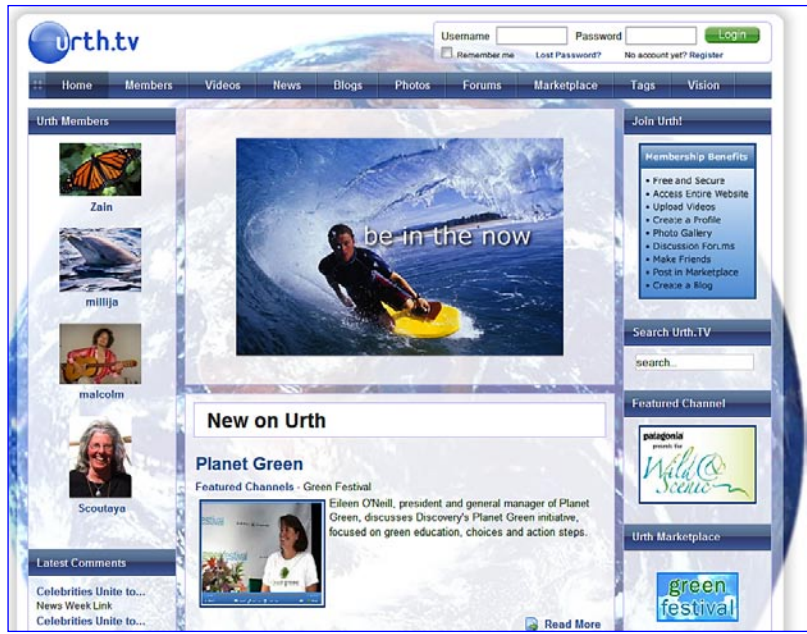 urth.tv
Username Password Login
Remember me Lost Password? No account yet? Register
Home Members Videos News Blogs Photos Forums Marketplace Tags Vision
Urth Members
Zain
millija
malcolm
Scoutaya
Latest Comments
Celebrities Unite to...
News Week Link
Celebrities Unite to...
be in the now
New on Urth
Planet Green
Featured Channels - Green Festival
Eileen O'Neill, president and general manager of Planet
Green, discusses Discovery's Planet Green initiative,
focused on green education, choices and action steps.
Read More
Join Urth!
Membership Benefits
• Free and Secure
• Access Entire Website
• Upload Videos
• Create a Profile
• Photo Gallery
• Discussion Forums
• Make Friends
• Post in Marketplace
• Create a Blog
Search Urth.TV
search...
Featured Channel
patagonia
presents the
Wild &
Scenic
Urth Marketplace
green
festival